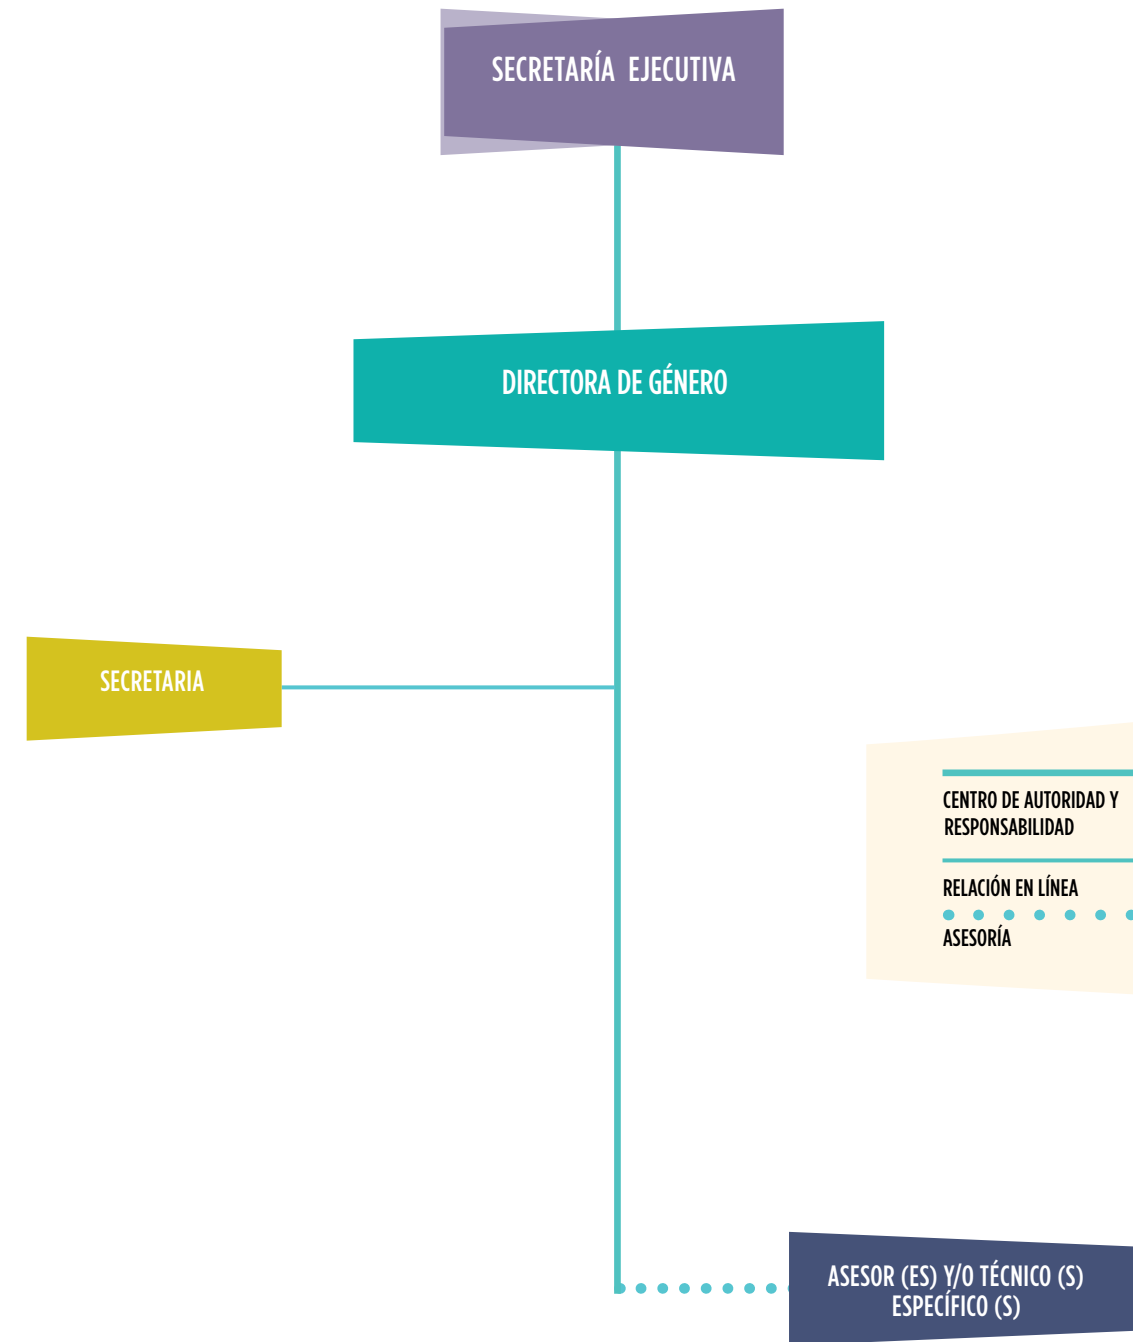 SECRETARÍA EJECUTIVA
DIRECTORA DE GÉNERO
SECRETARIA
CENTRO DE AUTORIDAD Y
RESPONSABILIDAD
RELACIÓN EN LÍNEA
ASESORÍA
ASESOR (ES) Y/O TÉCNICO (S)
ESPECÍFICO (S)